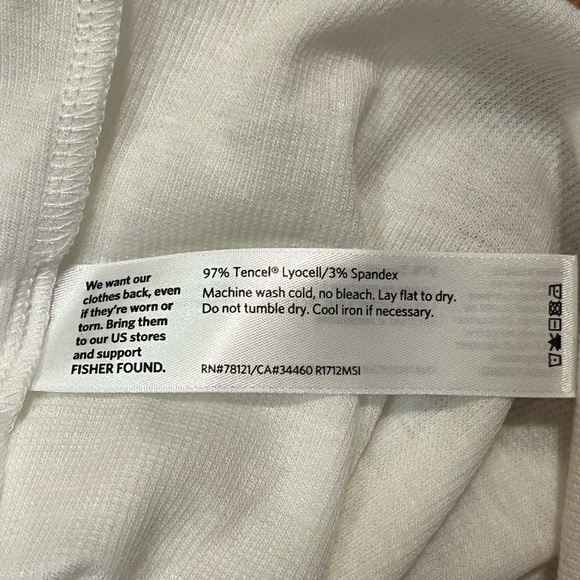 We want our
clothes back, even
if they're worn or
torn. Bring them
to our US stores
and support
FISHER FOUND.
97% Tencel® Lyocell/3% Spandex
Machine wash cold, no bleach. Lay flat to dry.
Do not tumble dry. Cool iron if necessary.
RN#78121/CA#34460 R1712MSI